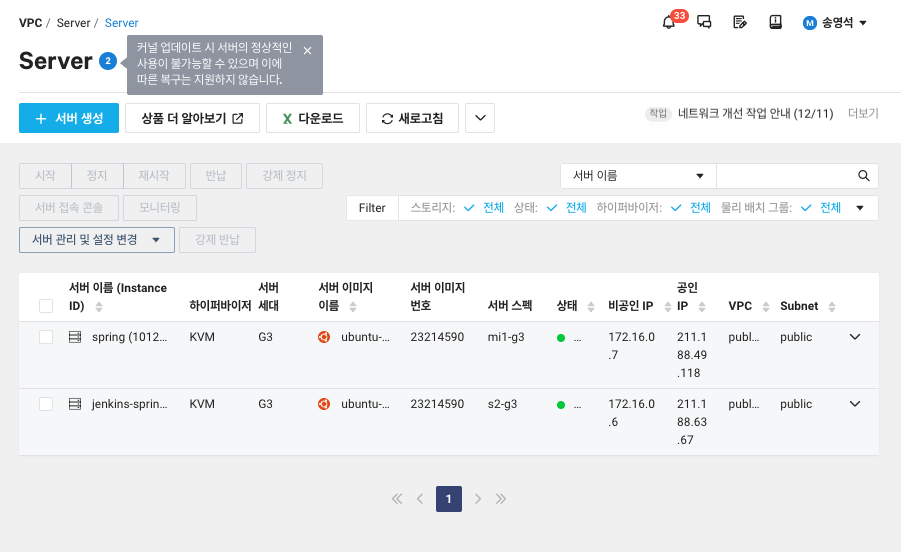 VPC / Server / Server
33
M 송영석
Server 2
커널 업데이트 시 서버의 정상적인
사용이 불가능할 수 있으며 이에
따른 복구는 지원하지 않습니다.
+ 서버 생성
상품 더 알아보기
X 다운로드
새로고침
작업 네트워크 개선 작업 안내 (12/11) 더보기
시작 정지 재시작 반납 강제 정지
서버 이름
서버 접속 콘솔 모니터링
Filter 스토리지: 전체 상태: 전체 하이퍼바이저: 전체 물리 배치 그룹: 전체
서버 관리 및 설정 변경 강제 반납
서버 이름 (Instance ID) 하이퍼바이저 서버 세대 서버 이미지 이름 서버 이미지 번호 서버 스펙 상태 비공인 IP 공인 IP VPC Subnet
spring (1012... KVM G3 ubuntu-... 23214590 mi1-g3 ... 172.16.0.7 211.188.49.118 publ... public
jenkins-sprin... KVM G3 ubuntu-... 23214590 s2-g3 ... 172.16.0.6 211.188.63.67 publ... public
1